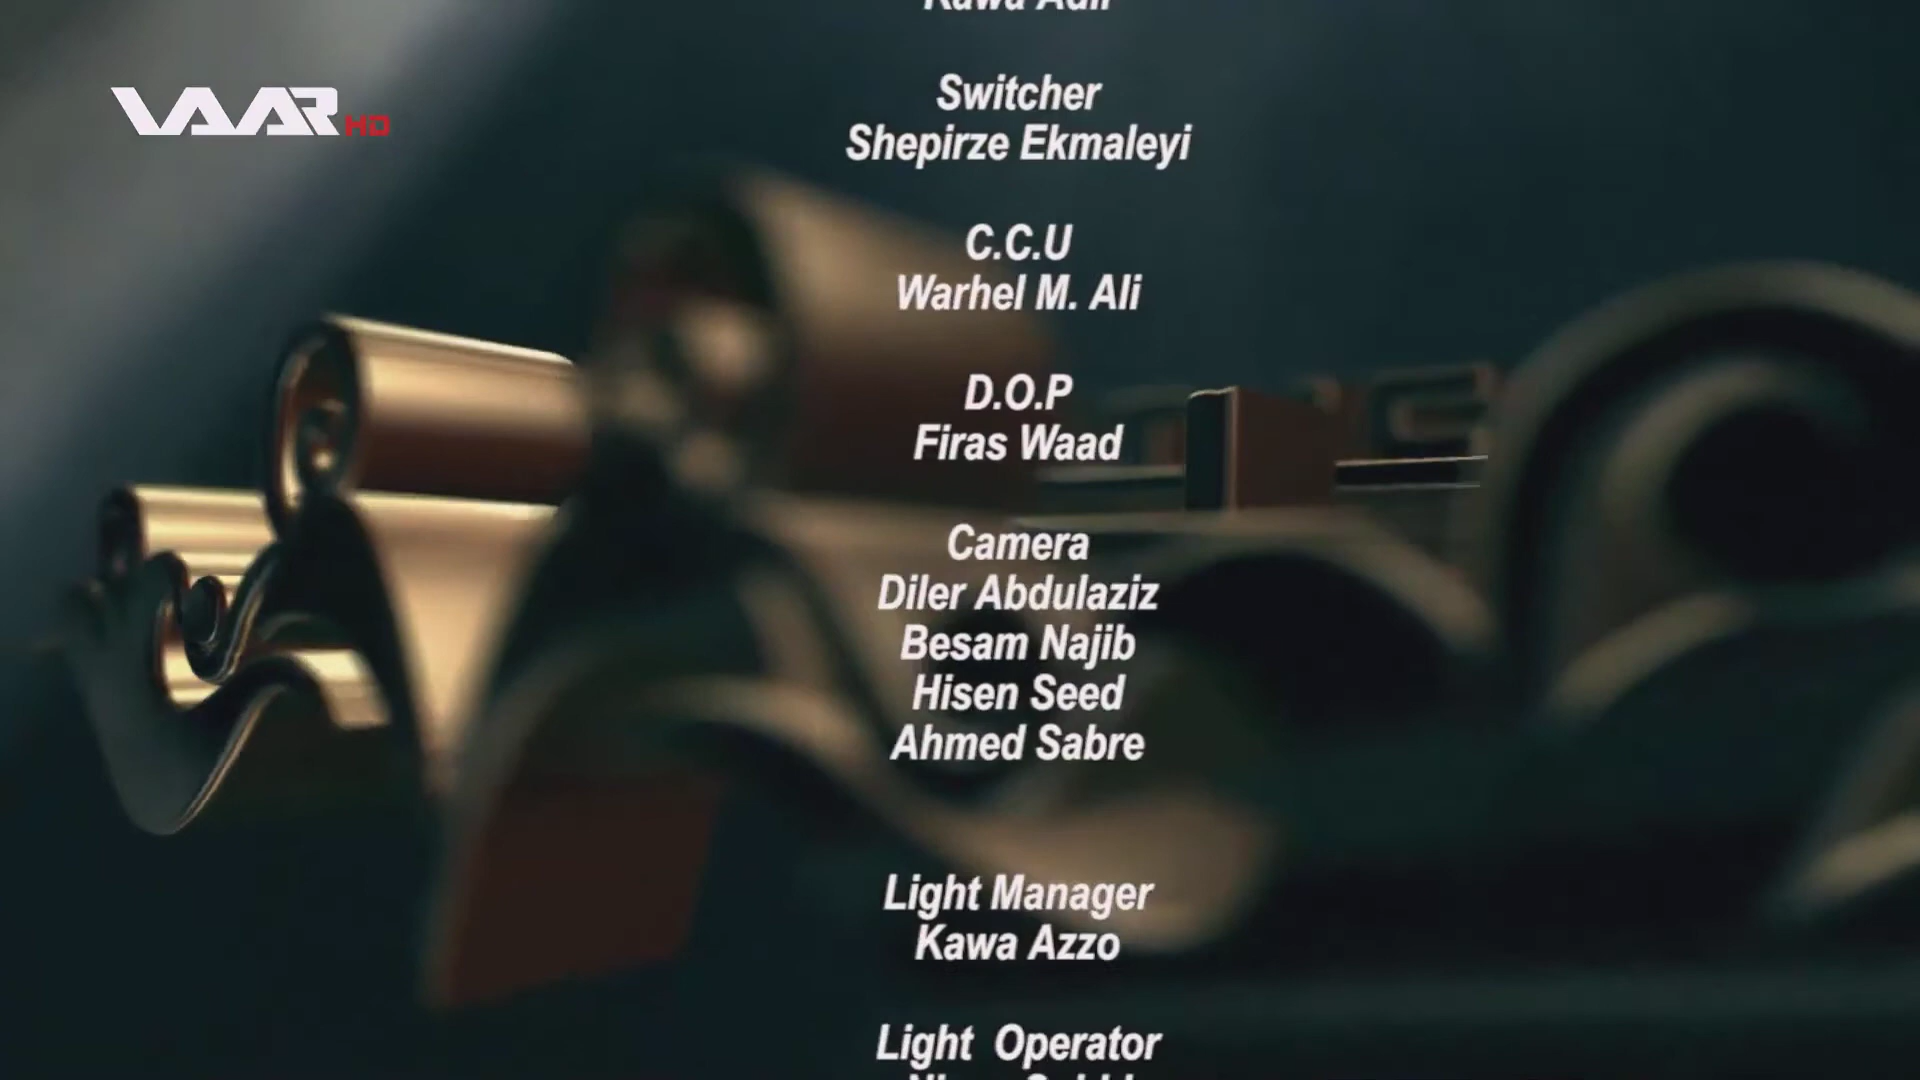 VAAR HD
Switcher
Shepirze Ekmaleyi
C.C.U
Warhel M. Ali
D.O.P
Firas Waad
Camera
Diler Abdulaziz
Besam Najib
Hisen Seed
Ahmed Sabre
Light Manager
Kawa Azzo
Light Operator